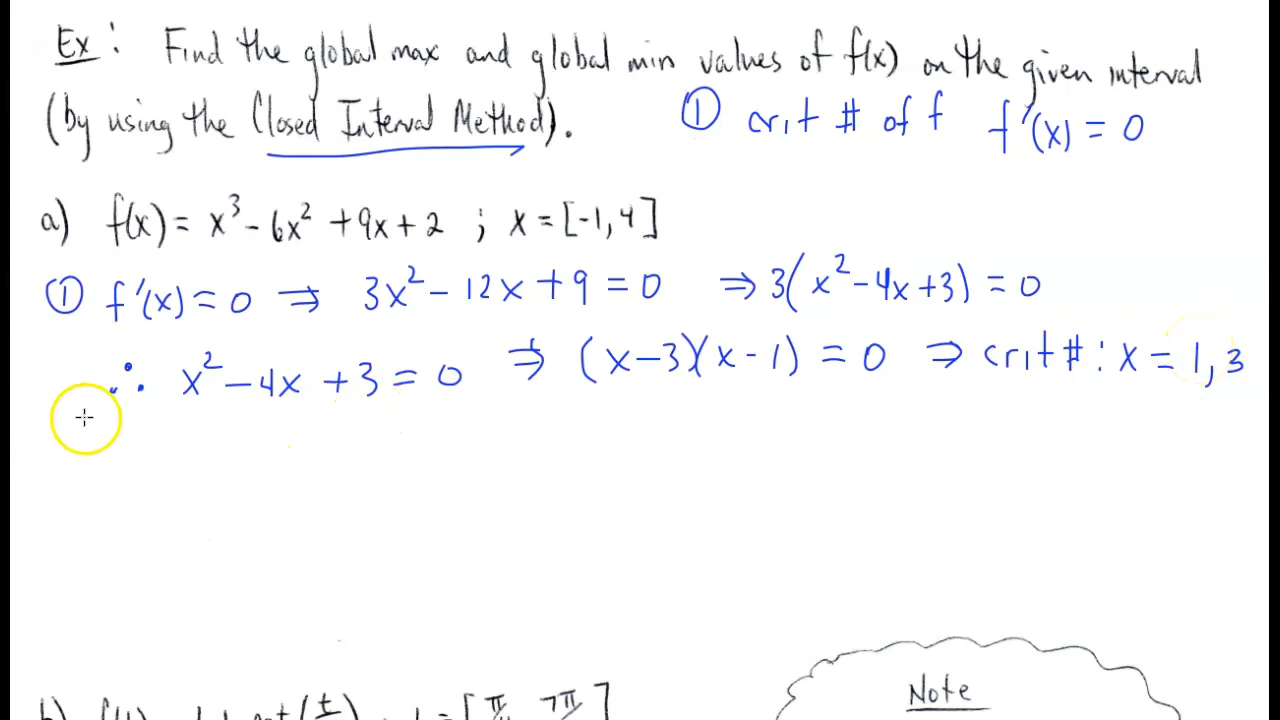 Ex: Find the global max and global min values of f(x) on the given interval
(by using the Closed Interval Method). ① crit # of f f'(x) = 0
a) f(x) = x³ - 6x² + 9x + 2 ; x = [-1, 4]
① f'(x) = 0 ⇒ 3x² - 12x + 9 = 0 ⇒ 3(x² - 4x + 3) = 0
∴ x² - 4x + 3 = 0 ⇒ (x - 3)(x - 1) = 0 ⇒ crit # : x = 1, 3
Note